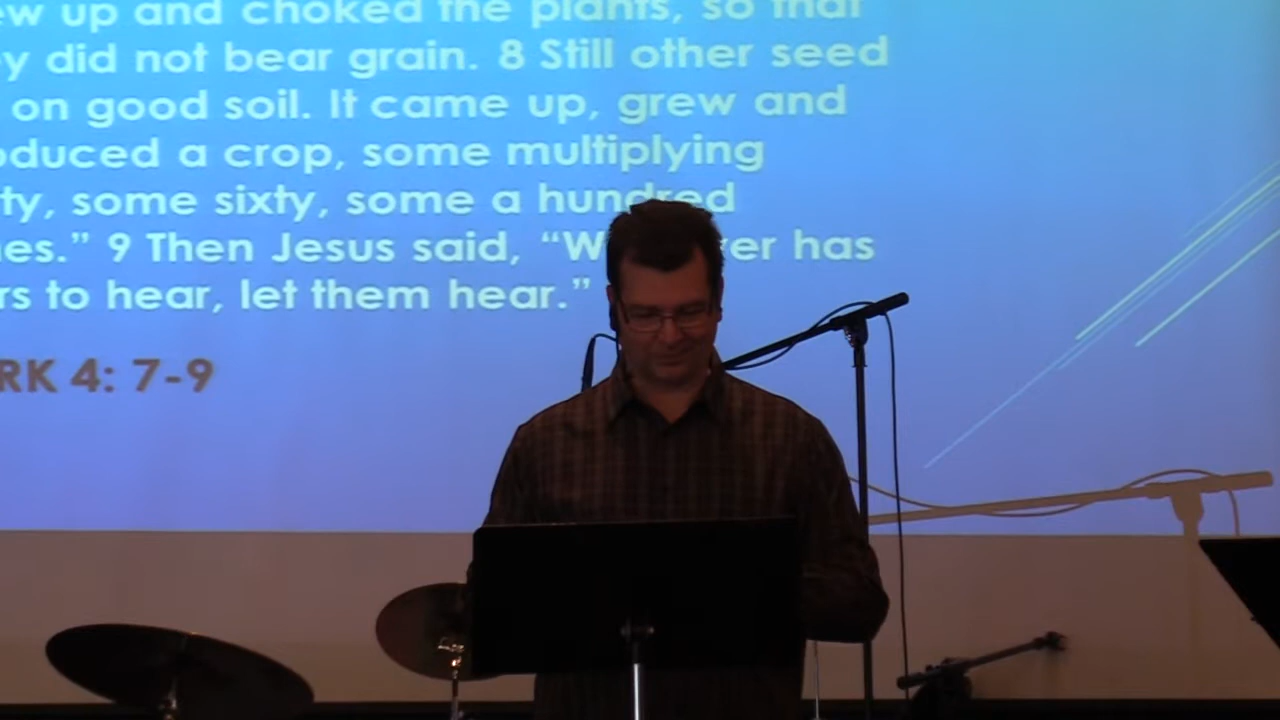 ew up and choked the plants, so that
y did not bear grain. 8 Still other seed
on good soil. It came up, grew and
oduced a crop, some multiplying
ty, some sixty, some a hundred
es.” 9 Then Jesus said, “W er has
rs to hear, let them hear.”
RK 4: 7-9